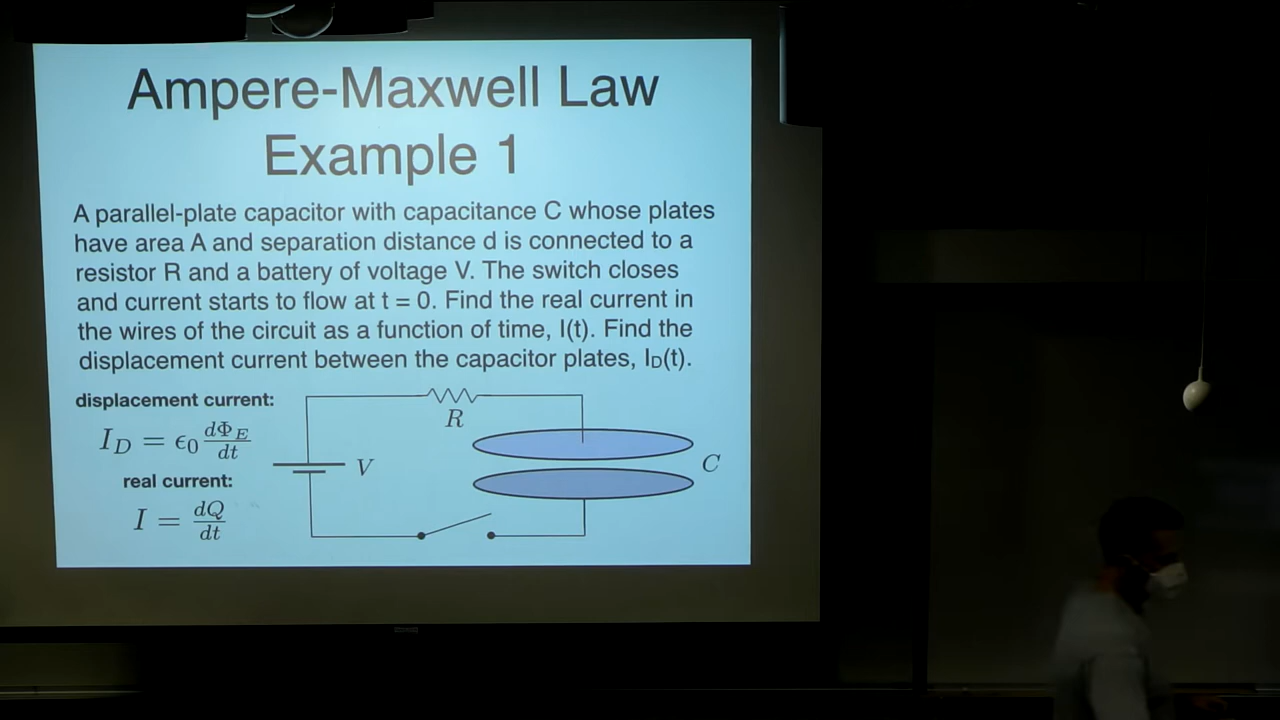 Ampere-Maxwell Law
Example 1
A parallel-plate capacitor with capacitance C whose plates
have area A and separation distance d is connected to a
resistor R and a battery of voltage V. The switch closes
and current starts to flow at t = 0. Find the real current in
the wires of the circuit as a function of time, I(t). Find the
displacement current between the capacitor plates, I_D(t).
displacement current:
I_D = ϵ₀ dΦ_E/dt
real current:
I = dQ/dt
R
V
C